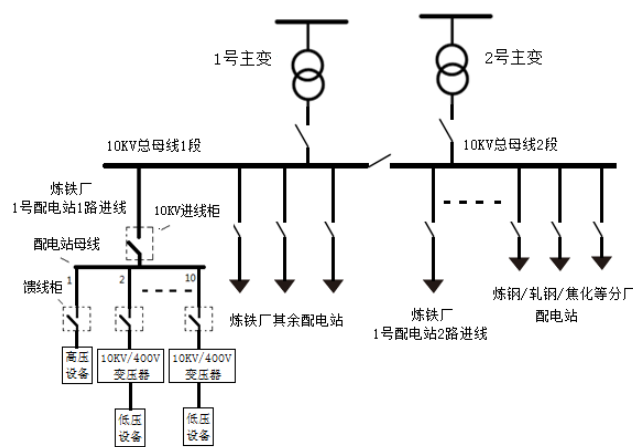 1号主变
2号主变
10KV总母线1段
10KV总母线2段
炼铁厂
1号配电站1路进线
10KV进线柜
配电站母线
1
2
10
馈线柜
炼铁厂其余配电站
炼铁厂
1号配电站2路进线
炼钢/轧钢/焦化等分厂
配电站
高压
设备
10KV/400V
变压器
10KV/400V
变压器
低压
设备
低压
设备